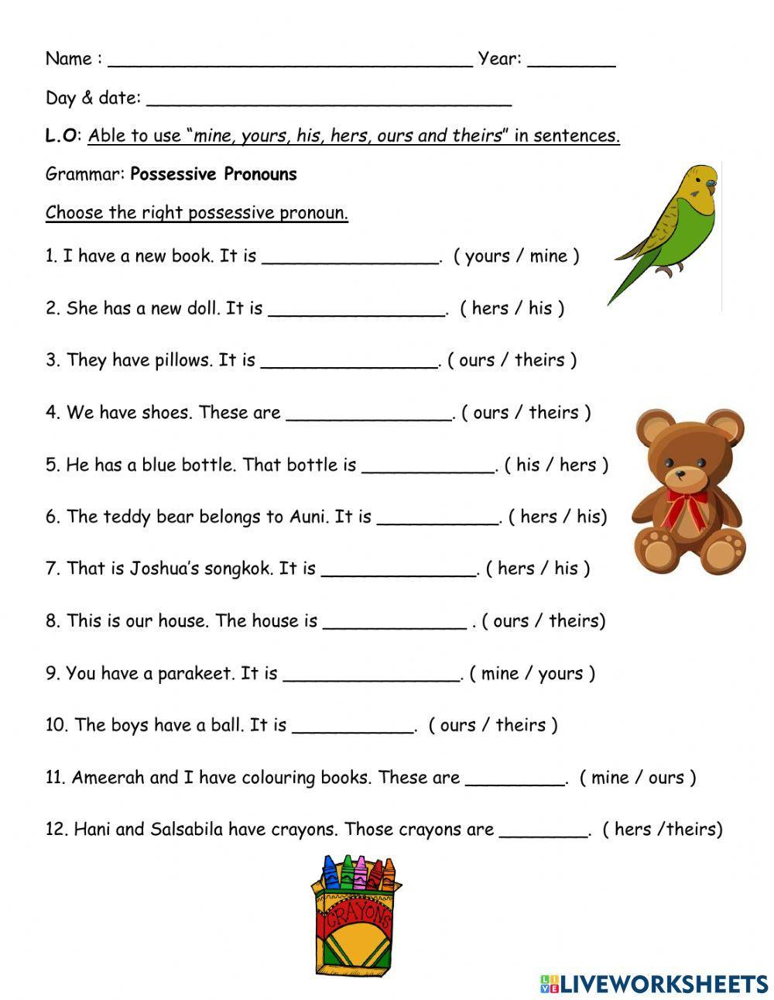 Name : _________________________________ Year: ________
Day & date: _________________________________
L.O: Able to use “mine, yours, his, hers, ours and theirs” in sentences.
Grammar: Possessive Pronouns
Choose the right possessive pronoun.
1. I have a new book. It is ________________. ( yours / mine )
2. She has a new doll. It is ________________. ( hers / his )
3. They have pillows. It is ________________. ( ours / theirs )
4. We have shoes. These are _______________. ( ours / theirs )
5. He has a blue bottle. That bottle is ____________. ( his / hers )
6. The teddy bear belongs to Auni. It is ___________. ( hers / his)
7. That is Joshua’s songkok. It is ______________. ( hers / his )
8. This is our house. The house is _____________ . ( ours / theirs)
9. You have a parakeet. It is ________________. ( mine / yours )
10. The boys have a ball. It is ___________. ( ours / theirs )
11. Ameerah and I have colouring books. These are _________. ( mine / ours )
12. Hani and Salsabila have crayons. Those crayons are ________. ( hers /theirs)
CRAYONS
LIVE LIVEWORKSHEETS